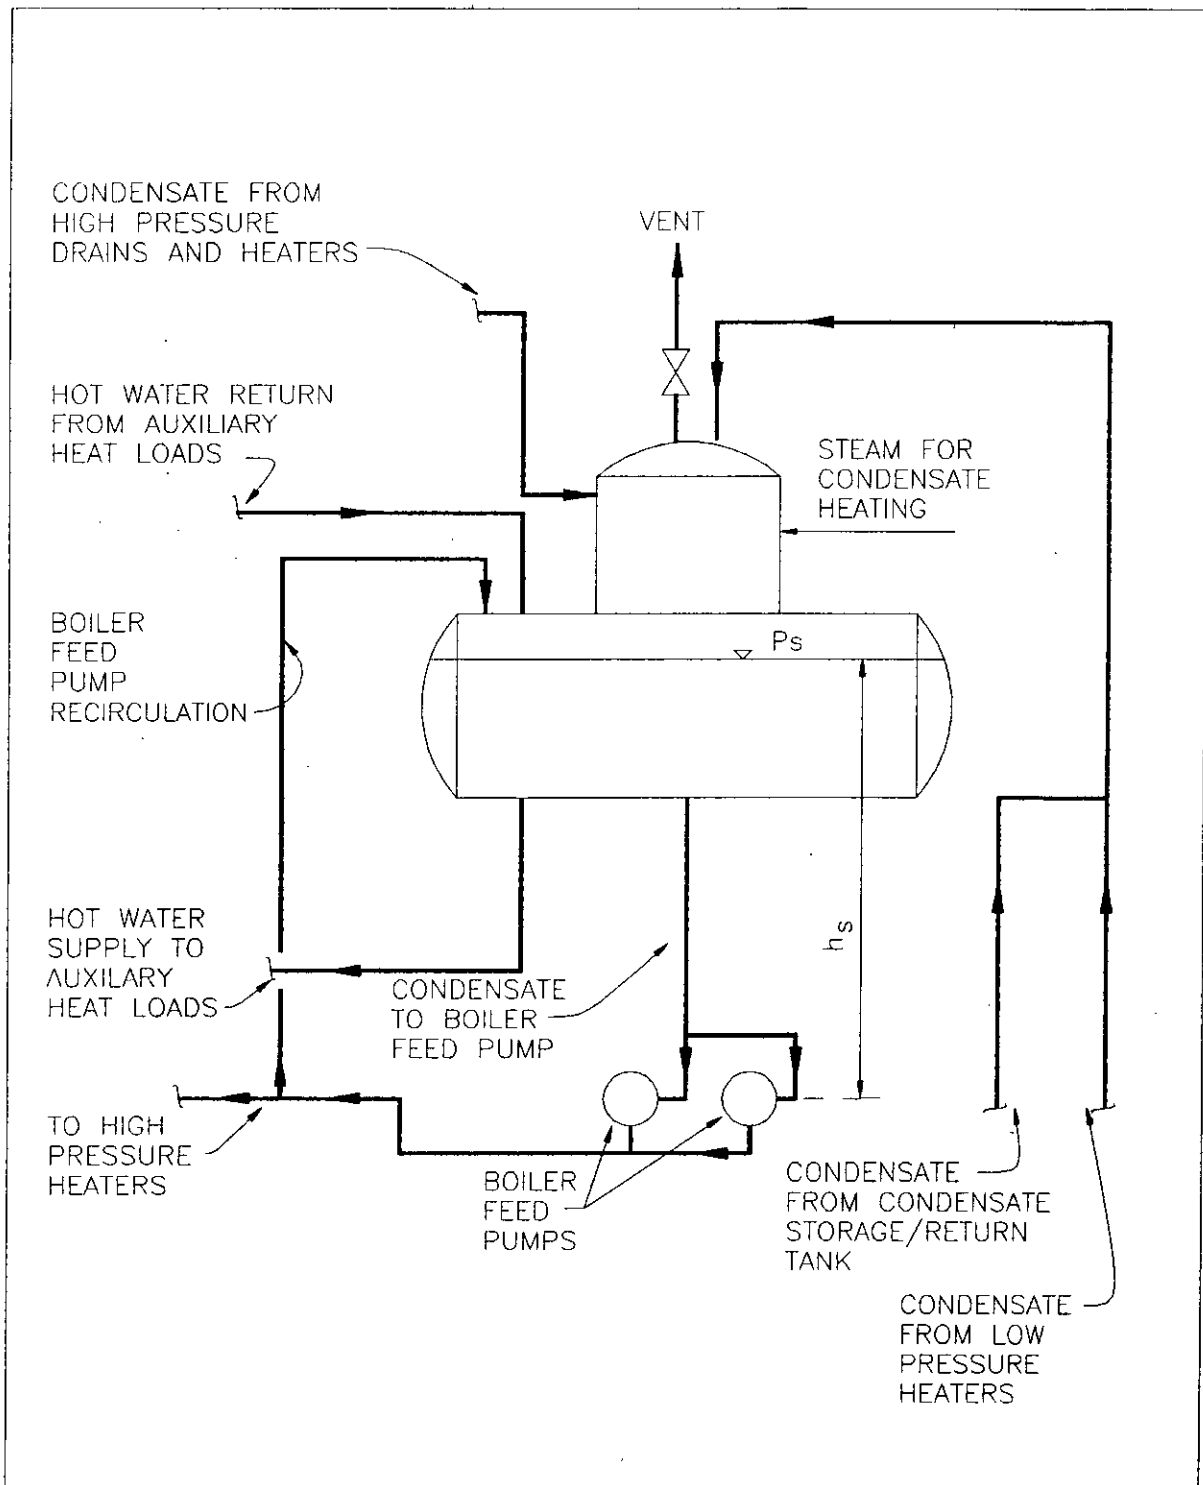 CONDENSATE FROM
HIGH PRESSURE
DRAINS AND HEATERS
VENT
HOT WATER RETURN
FROM AUXILIARY
HEAT LOADS
STEAM FOR
CONDENSATE
HEATING
BOILER
FEED
PUMP
RECIRCULATION
Ps
hs
HOT WATER
SUPPLY TO
AUXILARY
HEAT LOADS
CONDENSATE
TO BOILER
FEED PUMP
TO HIGH
PRESSURE
HEATERS
BOILER
FEED
PUMPS
CONDENSATE
FROM CONDENSATE
STORAGE/RETURN
TANK
CONDENSATE
FROM LOW
PRESSURE
HEATERS